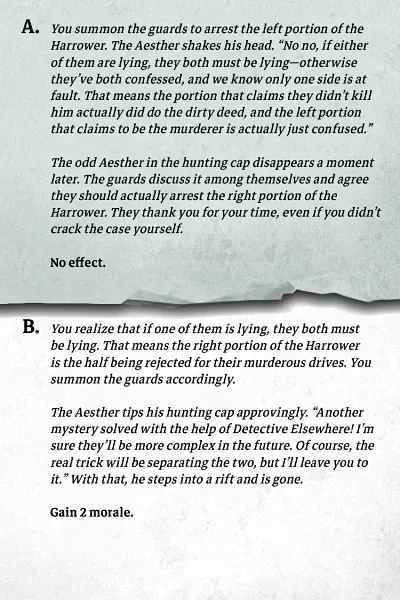 A. You summon the guards to arrest the left portion of the
Harrower. The Aesther shakes his head. “No no, if either
of them are lying, they both must be lying—otherwise
they’ve both confessed, and we know only one side is at
fault. That means the portion that claims they didn’t kill
him actually did do the dirty deed, and the left portion
that claims to be the murderer is actually just confused.”
The odd Aesther in the hunting cap disappears a moment
later. The guards discuss it among themselves and agree
they should actually arrest the right portion of the
Harrower. They thank you for your time, even if you didn’t
crack the case yourself.
No effect.
B. You realize that if one of them is lying, they both must
be lying. That means the right portion of the Harrower
is the half being rejected for their murderous drives. You
summon the guards accordingly.
The Aesther tips his hunting cap approvingly. “Another
mystery solved with the help of Detective Elsewhere! I’m
sure they’ll be more complex in the future. Of course, the
real trick will be separating the two, but I’ll leave you to
it.” With that, he steps into a rift and is gone.
Gain 2 morale.